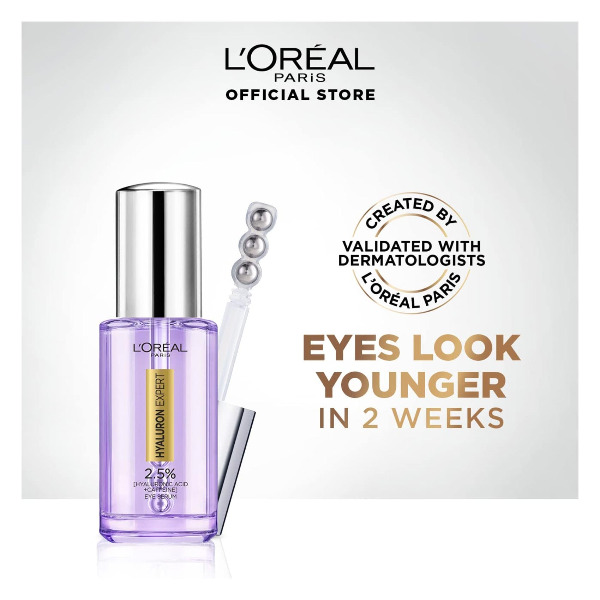 L'ORÉAL
PARIS
OFFICIAL STORE
CREATED BY
VALIDATED WITH
DERMATOLOGISTS
L'ORÉAL PARIS
EYES LOOK
YOUNGER
IN 2 WEEKS
L'ORÉAL
PARIS
HYALURON EXPERT
2.5%
[HYALURONIC ACID
+CAFFEINE]
EYE SERUM